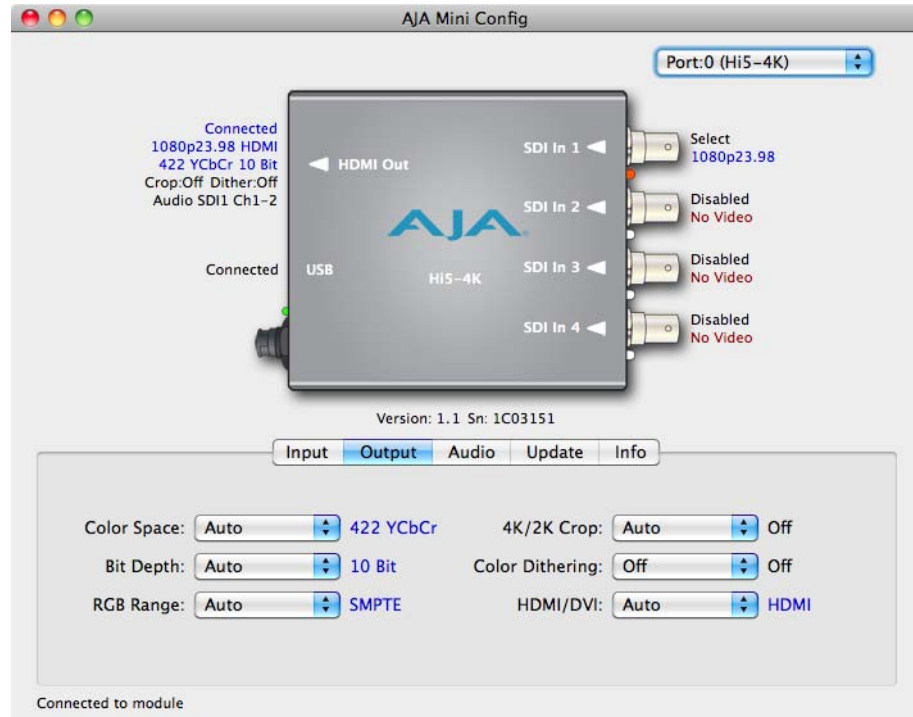 AJA Mini Config
Port:0 (Hi5-4K)
Connected
1080p23.98 HDMI
422 YCbCr 10 Bit
Crop:Off Dither:Off
Audio SDI1 Ch1-2
Connected
HDMI Out
USB
AJA
Hi5-4K
SDI In 1
SDI In 2
SDI In 3
SDI In 4
Select
1080p23.98
Disabled
No Video
Disabled
No Video
Disabled
No Video
Version: 1.1 Sn: 1C03151
Input Output Audio Update Info
Color Space: Auto 422 YCbCr 4K/2K Crop: Auto Off
Bit Depth: Auto 10 Bit Color Dithering: Off Off
RGB Range: Auto SMPTE HDMI/DVI: Auto HDMI
Connected to module